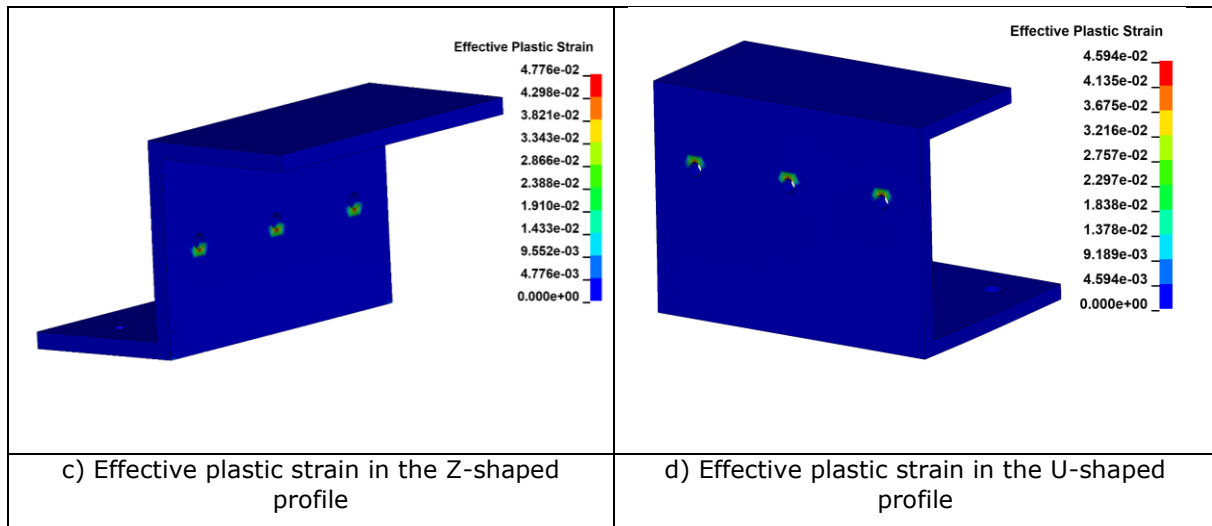 Effective Plastic Strain
4.776e-02
4.298e-02
3.821e-02
3.343e-02
2.866e-02
2.388e-02
1.910e-02
1.433e-02
9.552e-03
4.776e-03
0.000e+00
c) Effective plastic strain in the Z-shaped
profile
Effective Plastic Strain
4.594e-02
4.135e-02
3.675e-02
3.216e-02
2.757e-02
2.297e-02
1.838e-02
1.378e-02
9.189e-03
4.594e-03
0.000e+00
d) Effective plastic strain in the U-shaped
profile